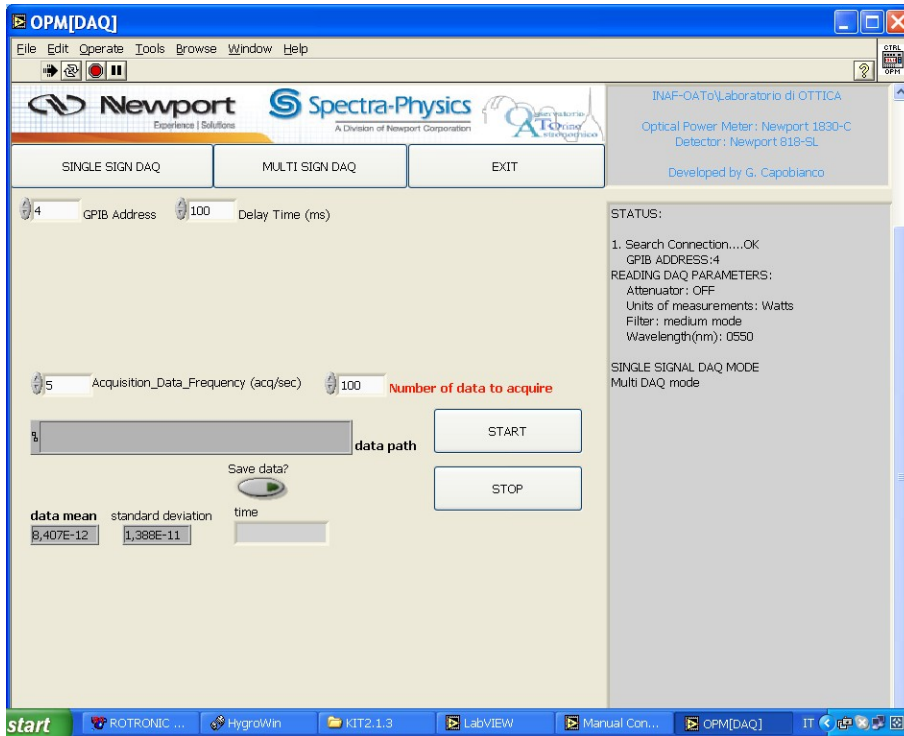 OPM[DAQ]
File Edit Operate Tools Browse Window Help
CTRL
OPM
Newport
Experience | Solutions
Spectra-Physics
A Division of Newport Corporation
INAF-OATo\Laboratorio di OTTICA
Optical Power Meter: Newport 1830-C
Detector: Newport 818-SL
Developed by G. Capobianco
SINGLE SIGN DAQ
MULTI SIGN DAQ
EXIT
4 GPIB Address 100 Delay Time (ms)
5 Acquisition_Data_Frequency (acq/sec) 100 Number of data to acquire
data path
START
Save data?
STOP
data mean standard deviation time
8,407E-12 1,388E-11
STATUS:
1. Search Connection....OK
GPIB ADDRESS:4
READING DAQ PARAMETERS:
Attenuator: OFF
Units of measurements: Watts
Filter: medium mode
Wavelength(nm): 0550
SINGLE SIGNAL DAQ MODE
Multi DAQ mode
start ROTRONIC ... HygroWin KIT2.1.3 LabVIEW Manual Con... OPM[DAQ] IT